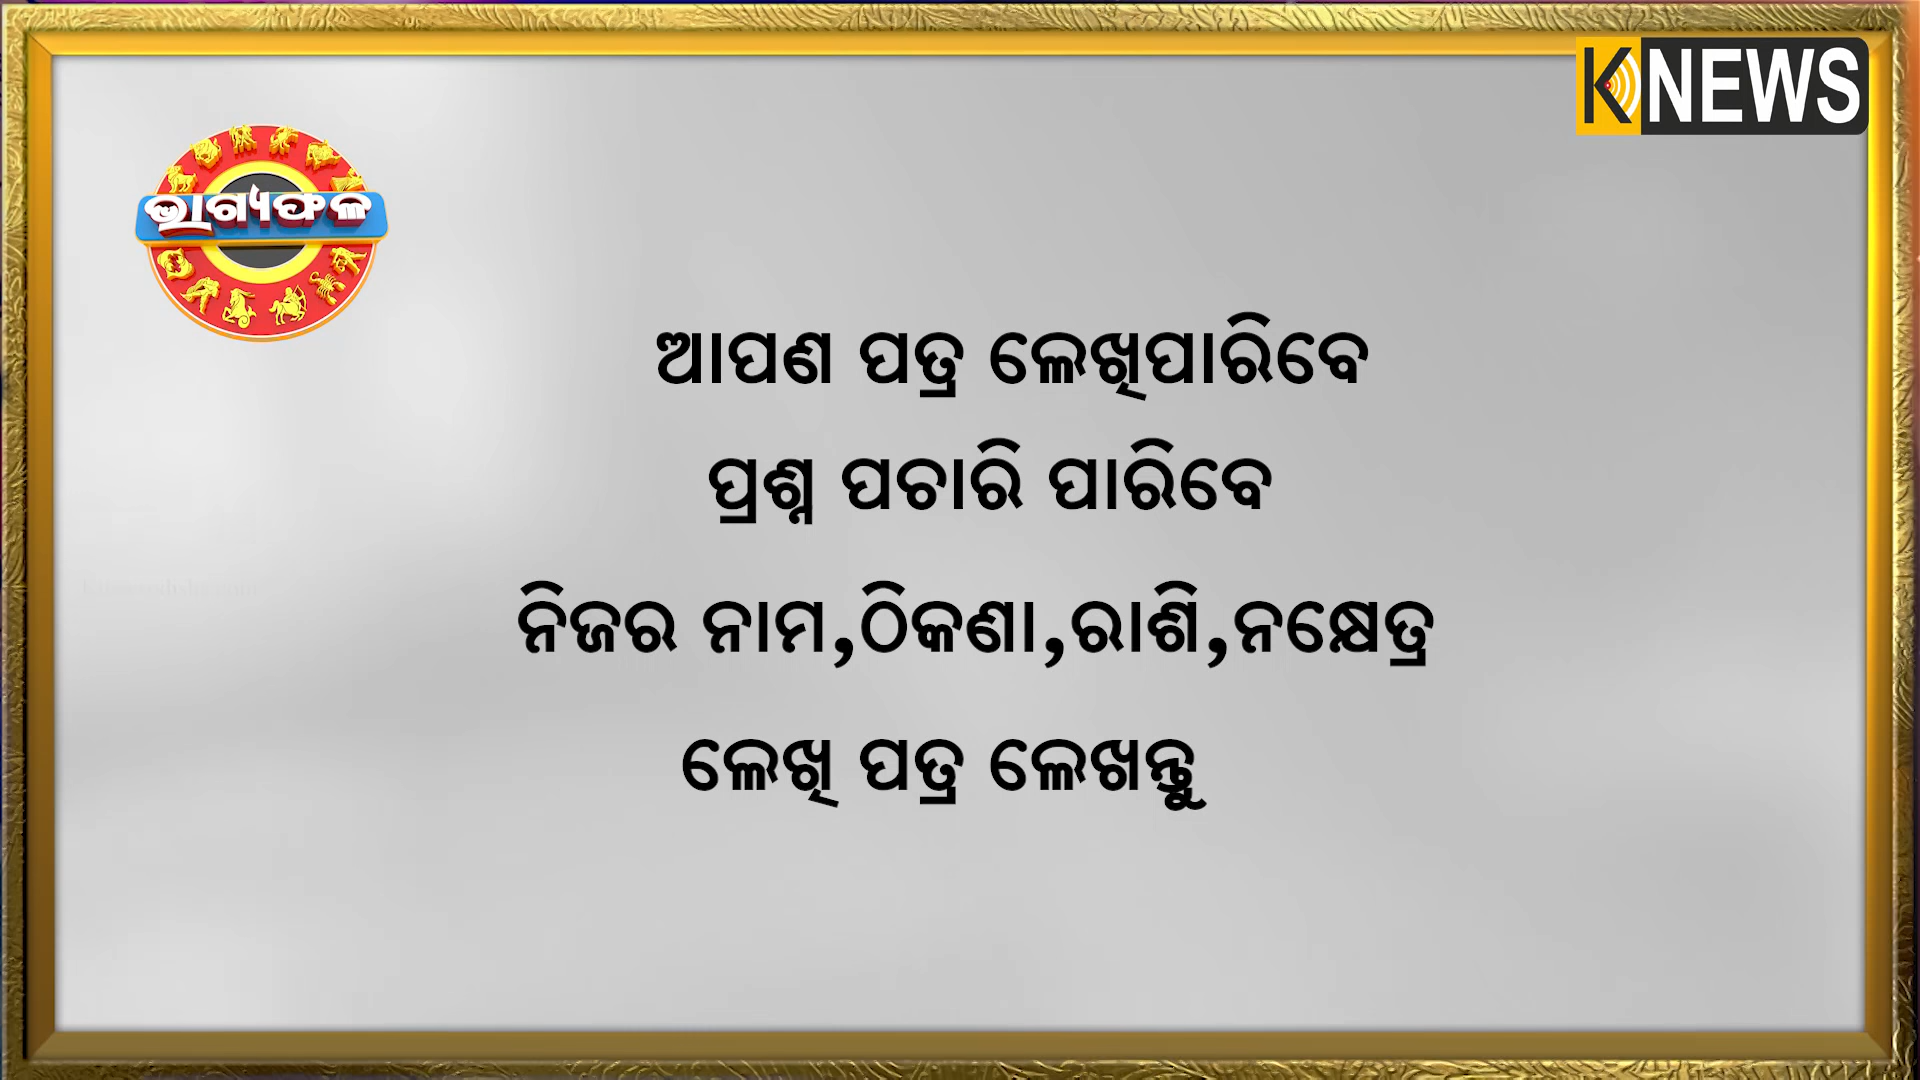 KNEWS
ଭାଗ୍ୟଫଳ
ଆପଣ ପତ୍ର ଲେଖିପାରିବେ
ପ୍ରଶ୍ନ ପଚାରି ପାରିବେ
ନିଜର ନାମ,ଠିକଣା,ରାଶି,ନକ୍ଷେତ୍ର
ଲେଖି ପତ୍ର ଲେଖନ୍ତୁ